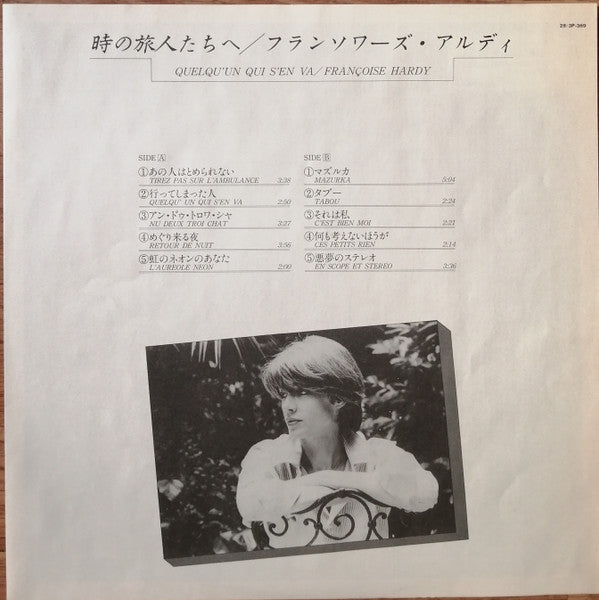 28・3P-369
時の旅人たちへ／フランソワーズ・アルディ
QUELQU'UN QUI S'EN VA／FRANÇOISE HARDY
SIDE A
①あの人はとめられない
TIREZ PAS SUR L'AMBULANCE 3:38
②行ってしまった人
QUELQU' UN QUI S'EN VA 2:50
③アン・ドゥ・トロワ・シャ
NU DEUX TROI CHAT 3:27
④めぐり来る夜
RETOUR DE NUIT 3:56
⑤虹のネオンのあなた
L'AUREOLE NEON 2:00
SIDE B
①マズルカ
MAZURKA 5:04
②タブー
TABOU 2:24
③それは私
C'EST BIEN MOI 2:21
④何も考えないほうが
CES PETITS RIEN 2:14
⑤悪夢のステレオ
EN SCOPE ET STEREO 3:36